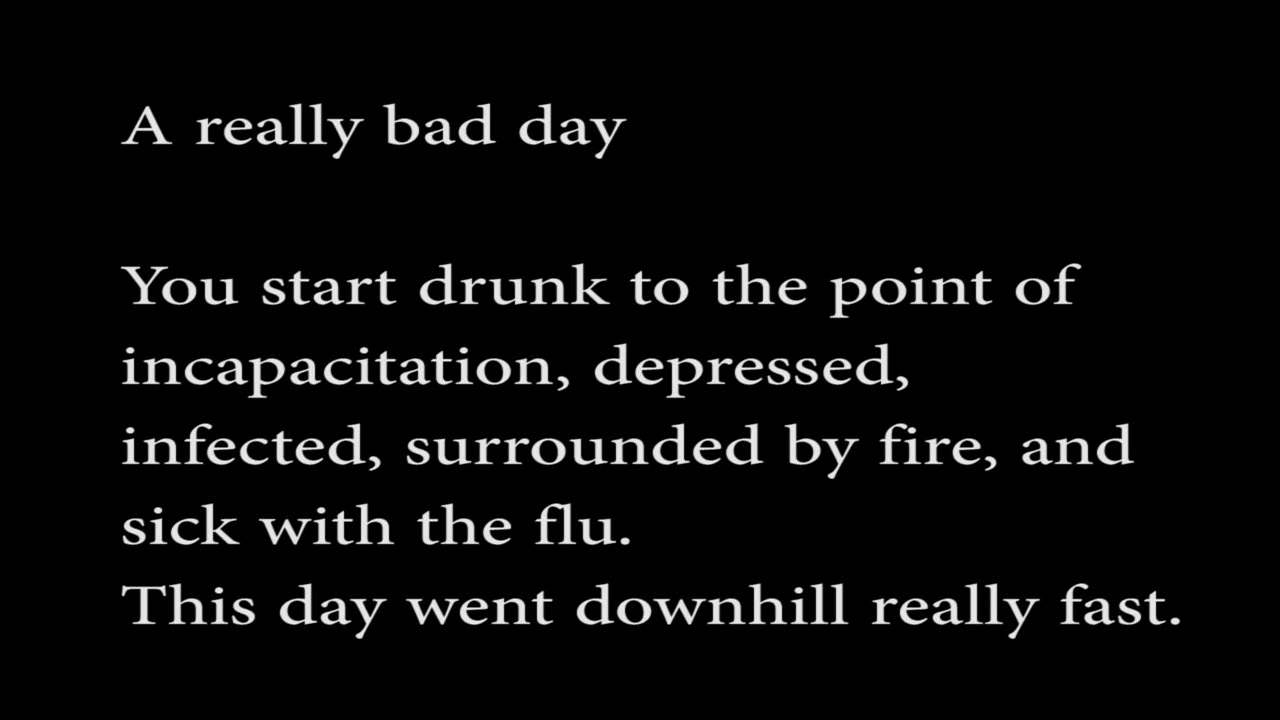 A really bad day
You start drunk to the point of
incapacitation, depressed,
infected, surrounded by fire, and
sick with the flu.
This day went downhill really fast.